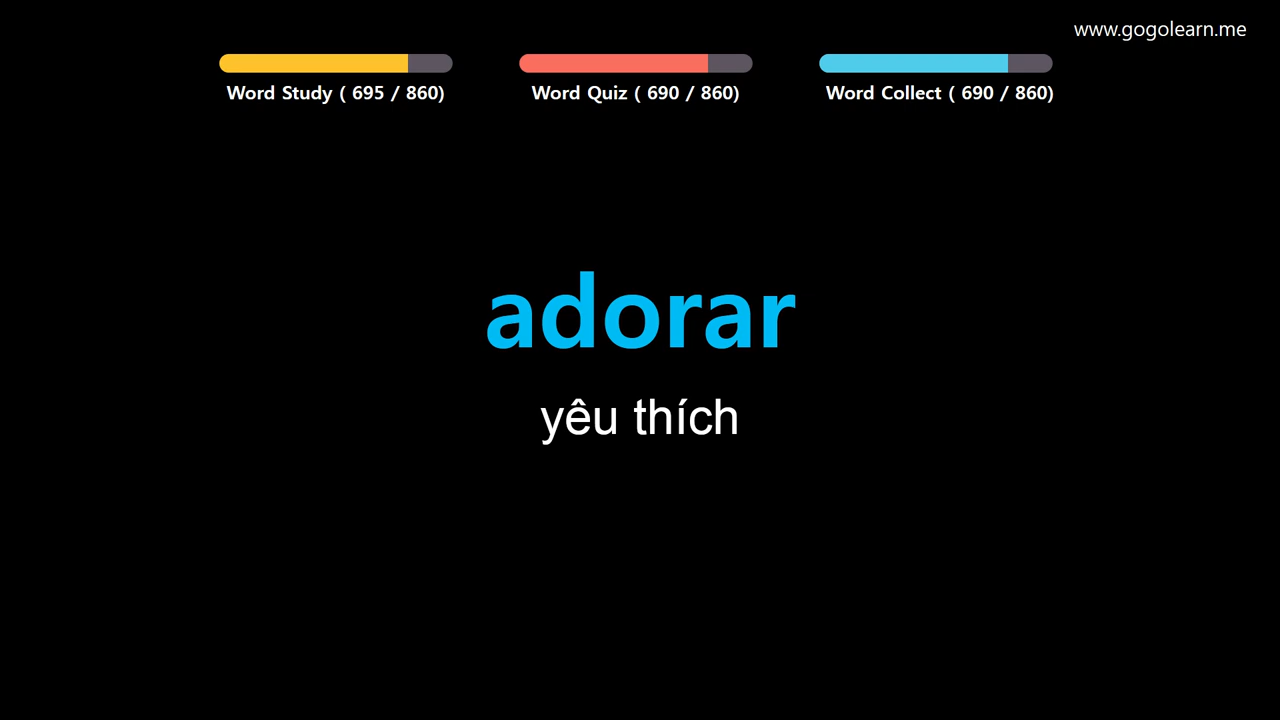 www.gogolearn.me
Word Study ( 695 / 860)
Word Quiz ( 690 / 860)
Word Collect ( 690 / 860)
adorar
yêu thích